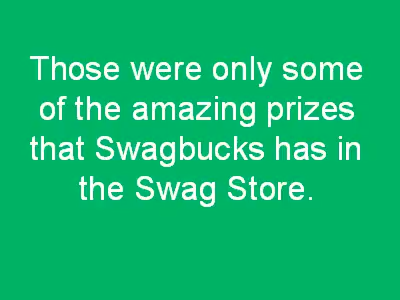 Those were only some
of the amazing prizes
that Swagbucks has in
the Swag Store.